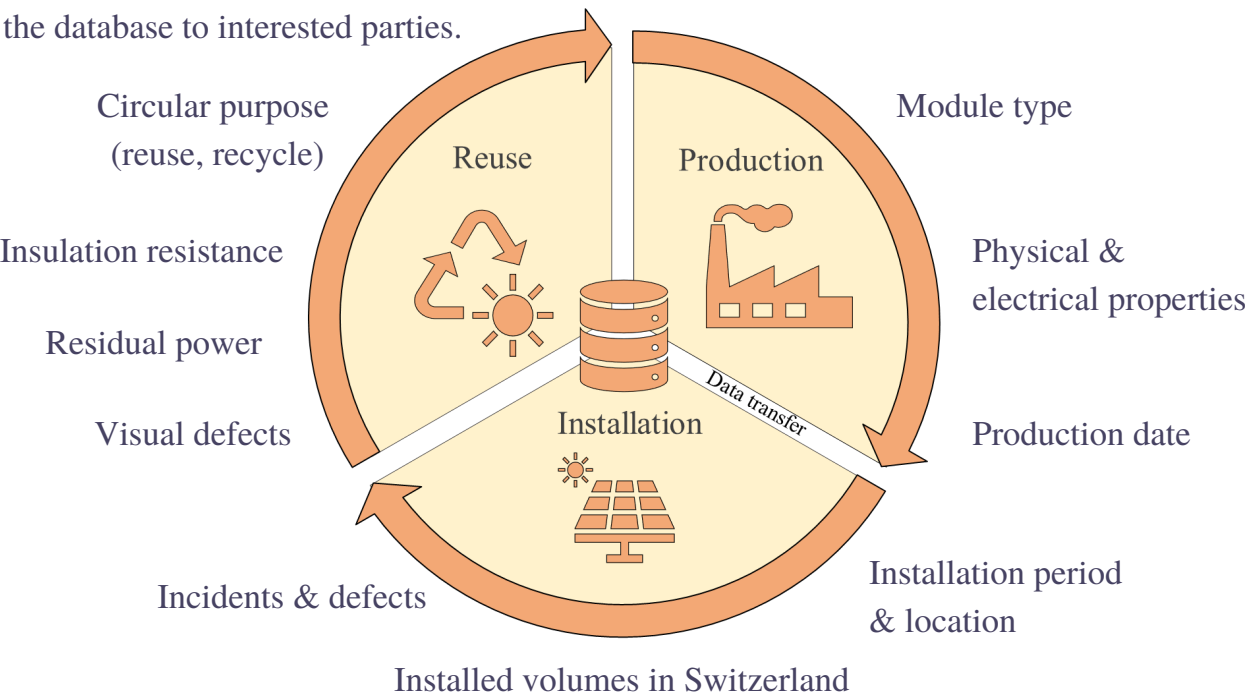 the database to interested parties.
Circular purpose
(reuse, recycle)
Insulation resistance
Residual power
Visual defects
Incidents & defects
Installed volumes in Switzerland
Installation period
& location
Production date
Physical &
electrical properties
Module type
Reuse
Production
Installation
Data transfer